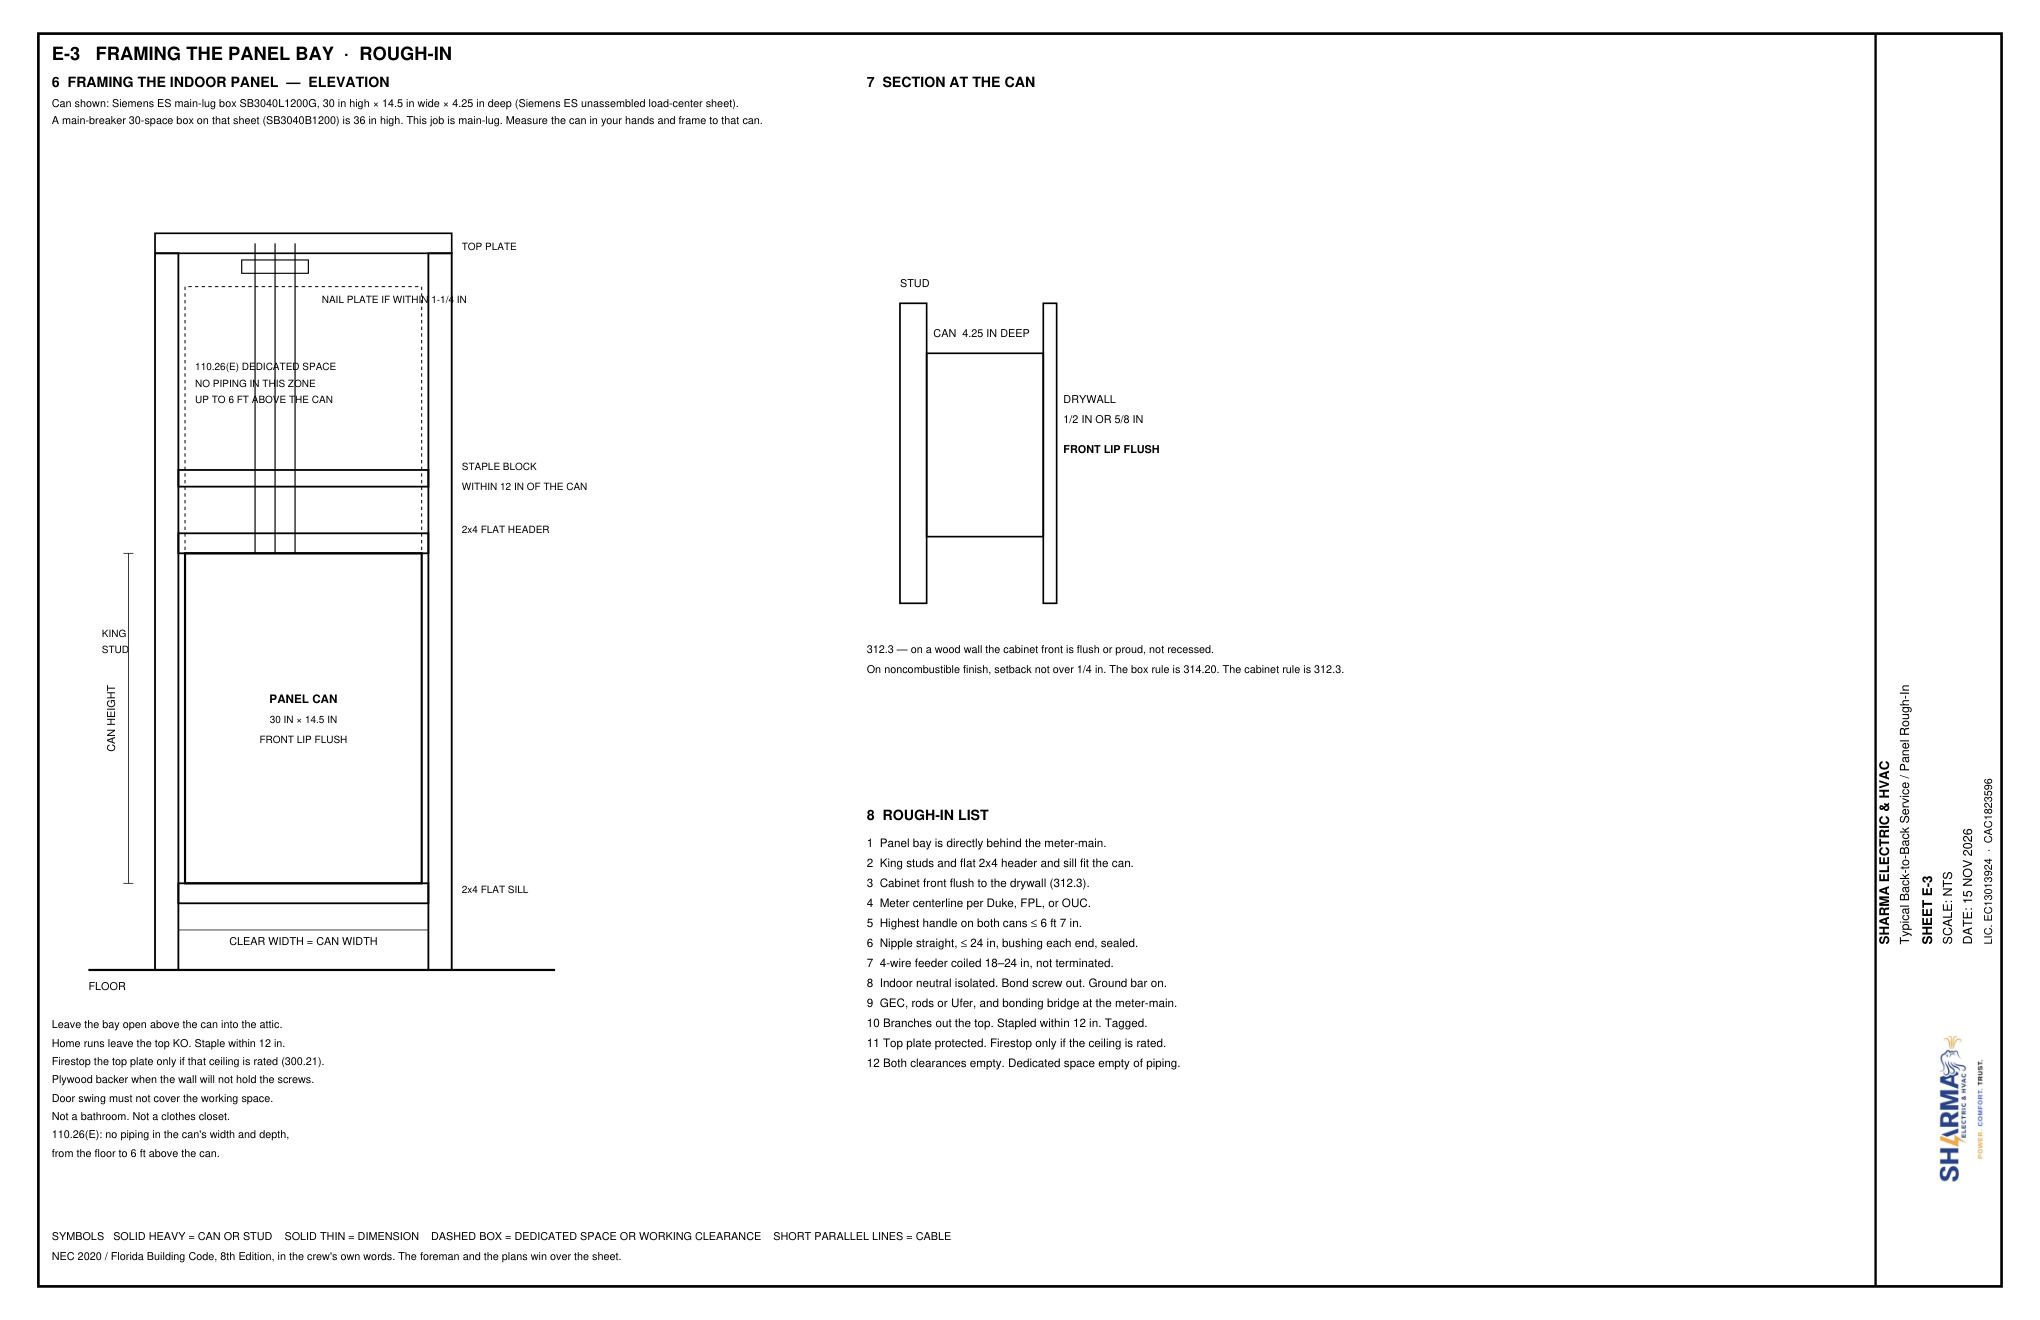 E-3 FRAMING THE PANEL BAY · ROUGH-IN
6 FRAMING THE INDOOR PANEL — ELEVATION
Can shown: Siemens ES main-lug box SB3040L1200G, 30 in high × 14.5 in wide × 4.25 in deep (Siemens ES unassembled load-center sheet).
A main-breaker 30-space box on that sheet (SB3040B1200) is 36 in high. This job is main-lug. Measure the can in your hands and frame to that can.
TOP PLATE
NAIL PLATE IF WITHIN 1-1/4 IN
110.26(E) DEDICATED SPACE
NO PIPING IN THIS ZONE
UP TO 6 FT ABOVE THE CAN
STAPLE BLOCK
WITHIN 12 IN OF THE CAN
2x4 FLAT HEADER
KING
STUD
CAN HEIGHT
PANEL CAN
30 IN × 14.5 IN
FRONT LIP FLUSH
2x4 FLAT SILL
CLEAR WIDTH = CAN WIDTH
FLOOR
Leave the bay open above the can into the attic.
Home runs leave the top KO. Staple within 12 in.
Firestop the top plate only if that ceiling is rated (300.21).
Plywood backer when the wall will not hold the screws.
Door swing must not cover the working space.
Not a bathroom. Not a clothes closet.
110.26(E): no piping in the can's width and depth,
from the floor to 6 ft above the can.
7 SECTION AT THE CAN
STUD
CAN 4.25 IN DEEP
DRYWALL
1/2 IN OR 5/8 IN
FRONT LIP FLUSH
312.3 — on a wood wall the cabinet front is flush or proud, not recessed.
On noncombustible finish, setback not over 1/4 in. The box rule is 314.20. The cabinet rule is 312.3.
8 ROUGH-IN LIST
1 Panel bay is directly behind the meter-main.
2 King studs and flat 2x4 header and sill fit the can.
3 Cabinet front flush to the drywall (312.3).
4 Meter centerline per Duke, FPL, or OUC.
5 Highest handle on both cans ≤ 6 ft 7 in.
6 Nipple straight, ≤ 24 in, bushing each end, sealed.
7 4-wire feeder coiled 18–24 in, not terminated.
8 Indoor neutral isolated. Bond screw out. Ground bar on.
9 GEC, rods or Ufer, and bonding bridge at the meter-main.
10 Branches out the top. Stapled within 12 in. Tagged.
11 Top plate protected. Firestop only if the ceiling is rated.
12 Both clearances empty. Dedicated space empty of piping.
SYMBOLS SOLID HEAVY = CAN OR STUD SOLID THIN = DIMENSION DASHED BOX = DEDICATED SPACE OR WORKING CLEARANCE SHORT PARALLEL LINES = CABLE
NEC 2020 / Florida Building Code, 8th Edition, in the crew's own words. The foreman and the plans win over the sheet.
SHARMA ELECTRIC & HVAC
Typical Back-to-Back Service / Panel Rough-In
SHEET E-3
SCALE: NTS
DATE: 15 NOV 2026
LIC. EC13013924 · CAC1823596
SHARMA
ELECTRIC & HVAC
POWER. COMFORT. TRUST.